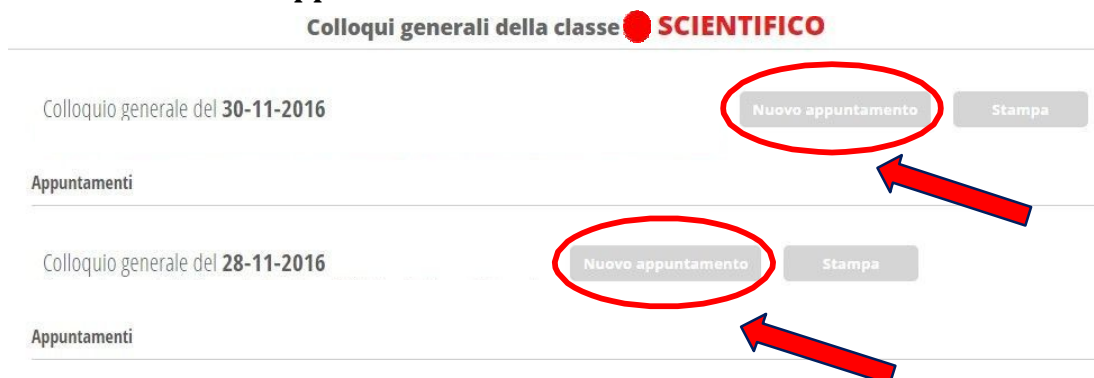 Colloqui generali della classe SCIENTIFICO
Colloquio generale del 30-11-2016 Nuovo appuntamento Stampa
Appuntamenti
Colloquio generale del 28-11-2016 Nuovo appuntamento Stampa
Appuntamenti